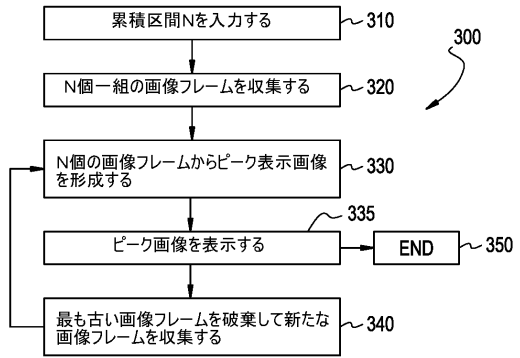 累積区間Nを入力する
310
300
N個一組の画像フレームを収集する
320
N個の画像フレームからピーク表示画像
を形成する
330
335
ピーク画像を表示する
END
350
最も古い画像フレームを破棄して新たな
画像フレームを収集する
340